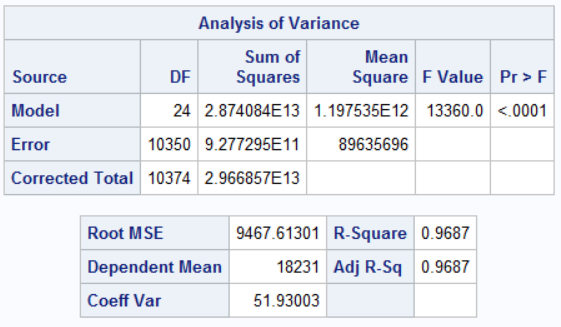 Analysis of Variance
Source DF Sum of Squares Mean Square F Value Pr > F
Model 24 2.874084E13 1.197535E12 13360.0 <.0001
Error 10350 9.277295E11 89635696
Corrected Total 10374 2.966857E13
Root MSE 9467.61301 R-Square 0.9687
Dependent Mean 18231 Adj R-Sq 0.9687
Coeff Var 51.93003